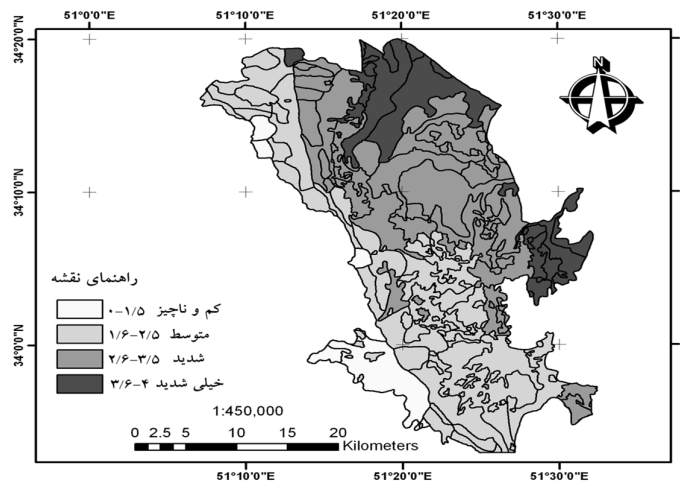 51°0'0"N 51°10'0"N 51°20'0"N 51°30'0"N
34°20'0"N
34°10'0"N
34°0'0"N
N
راهنمای نقشه
کم و ناچیز ۰-۱/۵
متوسط ۱/۶-۲/۵
شدید ۲/۶-۳/۵
خیلی شدید ۳/۶-۴
1:450,000
0 2.5 5 10 15 20
Kilometers
51°10'0"N 51°20'0"N 51°30'0"N